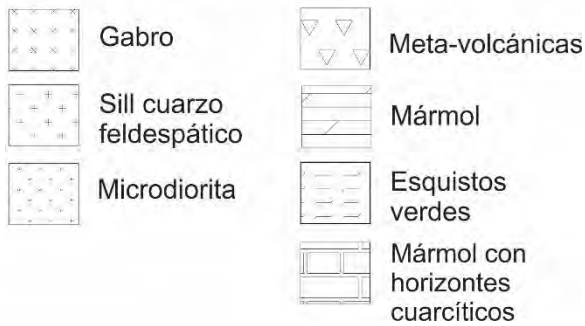 Gabro
Sill cuarzo
feldespático
Microdiorita
Meta-volcánicas
Mármol
Esquistos
verdes
Mármol con
horizontes
cuarcíticos